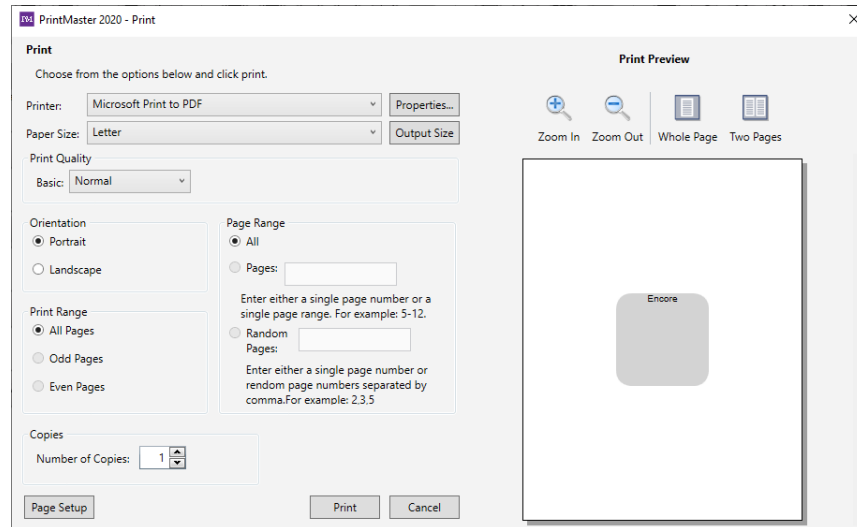 PrintMaster 2020 - Print
Print
Choose from the options below and click print.
Printer: Microsoft Print to PDF Properties...
Paper Size: Letter Output Size
Print Quality
Basic: Normal
Orientation
Portrait
Landscape
Print Range
All Pages
Odd Pages
Even Pages
Page Range
All
Pages:
Enter either a single page number or a
single page range. For example: 5-12.
Random
Pages:
Enter either a single page number or
rendom page numbers separated by
comma.For example: 2,3,5
Copies
Number of Copies: 1
Page Setup Print Cancel
Print Preview
Zoom In Zoom Out Whole Page Two Pages
Encore